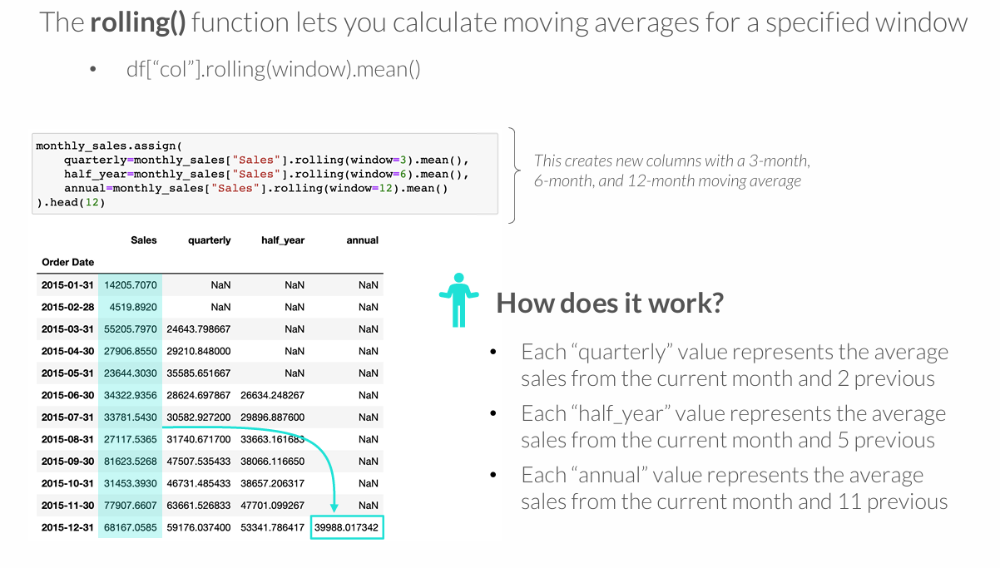 The rolling() function lets you calculate moving averages for a specified window
• df[“col”].rolling(window).mean()
monthly_sales.assign(
    quarterly=monthly_sales["Sales"].rolling(window=3).mean(),
    half_year=monthly_sales["Sales"].rolling(window=6).mean(),
    annual=monthly_sales["Sales"].rolling(window=12).mean()
).head(12)
This creates new columns with a 3-month,
6-month, and 12-month moving average
Sales quarterly half_year annual
Order Date
2015-01-31 14205.7070 NaN NaN NaN
2015-02-28 4519.8920 NaN NaN NaN
2015-03-31 55205.7970 24643.798667 NaN NaN
2015-04-30 27906.8550 29210.848000 NaN NaN
2015-05-31 23644.3030 35585.651667 NaN NaN
2015-06-30 34322.9356 28624.697867 26634.248267 NaN
2015-07-31 33781.5430 30582.927200 29896.887600 NaN
2015-08-31 27117.5365 31740.671700 33663.161683 NaN
2015-09-30 81623.5268 47507.535433 38066.116650 NaN
2015-10-31 31453.3930 46731.485433 38657.206317 NaN
2015-11-30 77907.6607 63661.526833 47701.099267 NaN
2015-12-31 68167.0585 59176.037400 53341.786417 39988.017342
How does it work?
• Each “quarterly” value represents the average
sales from the current month and 2 previous
• Each “half_year” value represents the average
sales from the current month and 5 previous
• Each “annual” value represents the average
sales from the current month and 11 previous